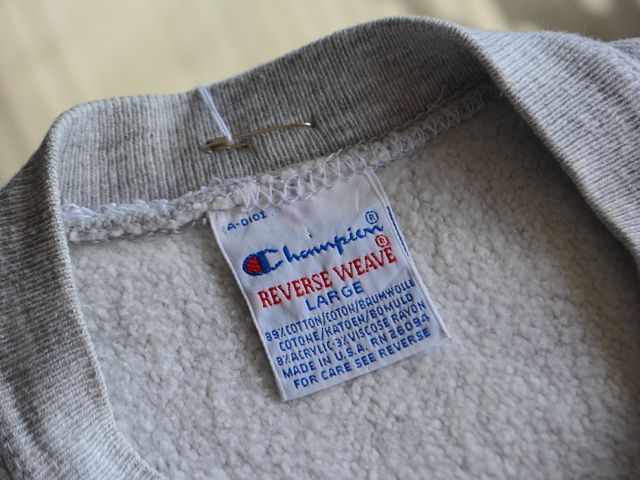 A-0102
Champion®
REVERSE WEAVE®
LARGE
89% COTTON/COTON/BAUMWOLLE
COTONE/KATOEN/BOMULD
8% ACRYLIC-3% VISCOSE RAYON
MADE IN U.S.A. RN 26094
FOR CARE SEE REVERSE